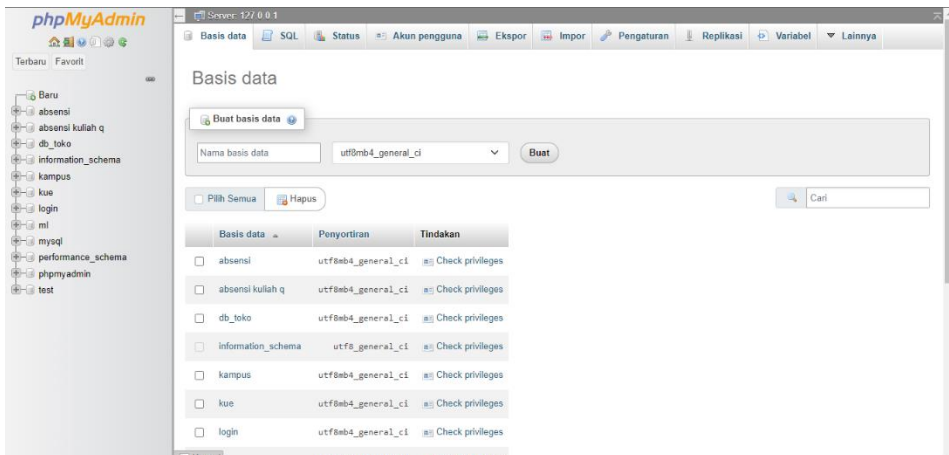 phpMyAdmin
Terbaru Favorit
Baru
absensi
absensi kuliah q
db_toko
information_schema
kampus
kue
login
ml
mysql
performance_schema
phpmyadmin
test
Server: 127.0.0.1
Basis data SQL Status Akun pengguna Ekspor Impor Pengaturan Replikasi Variabel Lainnya
Basis data
Buat basis data
Nama basis data utf8mb4_general_ci Buat
Pilih Semua Hapus Cari
Basis data Penyortiran Tindakan
absensi utf8mb4_general_ci Check privileges
absensi kuliah q utf8mb4_general_ci Check privileges
db_toko utf8mb4_general_ci Check privileges
information_schema utf8_general_ci Check privileges
kampus utf8mb4_general_ci Check privileges
kue utf8mb4_general_ci Check privileges
login utf8mb4_general_ci Check privileges